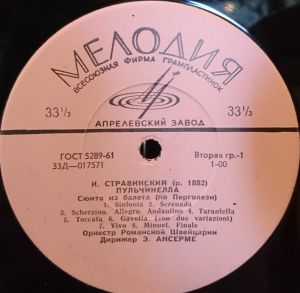 МЕЛОДИЯ
ВСЕСОЮЗНАЯ ФИРМА ГРАМПЛАСТИНОК
33⅓ 33⅓
АПРЕЛЕВСКИЙ ЗАВОД
ГОСТ 5289-61 Вторая гр.-1
33Д—017571 1-00
И. СТРАВИНСКИЙ (р. 1882)
ПУЛЬЧИНЕЛЛА
Сюита из балета (по Перголези)
1. Sinfonia 2. Serenada
3. Scherzino. Allegro. Andantino 4. Tarantella
5. Toccata 6. Gavotta (con due variazioni)
7. Vivo 8. Minuet. Finale
Оркестр Романской Швейцарии
Дирижер Э. АНСЕРМЕ